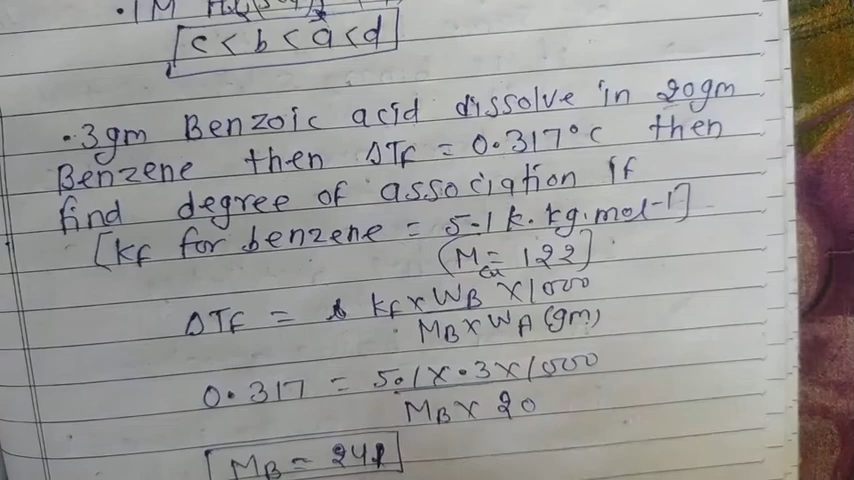 ·1M
c < b < a < d
·3gm Benzoic acid dissolve in 20gm
Benzene then ΔTf = 0.317°c then
find degree of association if
[kf for benzene = 5.1 k.kg.mol-1]
(M = 122]
ΔTf = kf x WB x 1000
MB x WA (gm)
0.317 = 5.1 x .3 x 1000
MB x 20
MB = 241